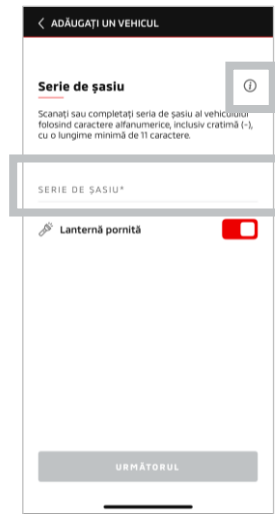 ADĂUGAȚI UN VEHICUL
Serie de șasiu
Scanați sau completați seria de șasiu al vehiculului
folosind caractere alfanumerice, inclusiv cratimă (-),
cu o lungime minimă de 11 caractere.
SERIE DE ȘASIU*
Lanternă pornită
URMĂTORUL